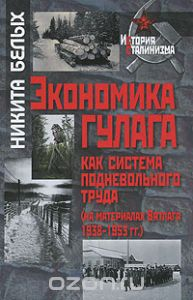 История
сталинизма
НИКИТА БЕЛЫХ
ЭКОНОМИКА
ГУЛАГА
КАК СИСТЕМА
ПОДНЕВОЛЬНОГО
ТРУДА
(НА МАТЕРИАЛАХ ВЯТЛАГА
1938-1953 гг.)
OZON.ru